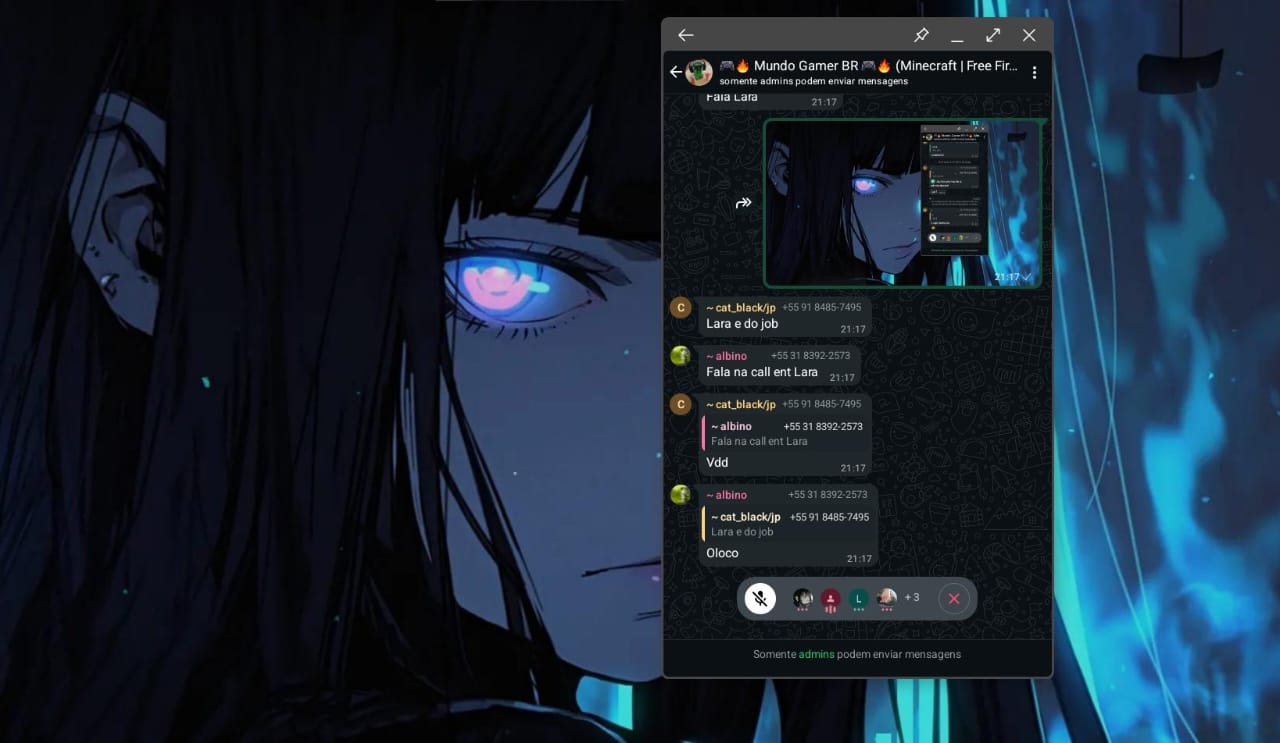 🎮🔥 Mundo Gamer BR 🎮🔥 (Minecraft | Free Fir...
somente admins podem enviar mensagens
Fala Lara
21:17
21:17
C
~ cat_black/jp +55 91 8485-7495
Lara e do job
21:17
~ albino +55 31 8392-2573
Fala na call ent Lara
21:17
C
~ cat_black/jp +55 91 8485-7495
~ albino +55 31 8392-2573
Fala na call ent Lara
Vdd
21:17
~ albino +55 31 8392-2573
~ cat_black/jp +55 91 8485-7495
Lara e do job
Oloco
21:17
L
+ 3
Somente admins podem enviar mensagens